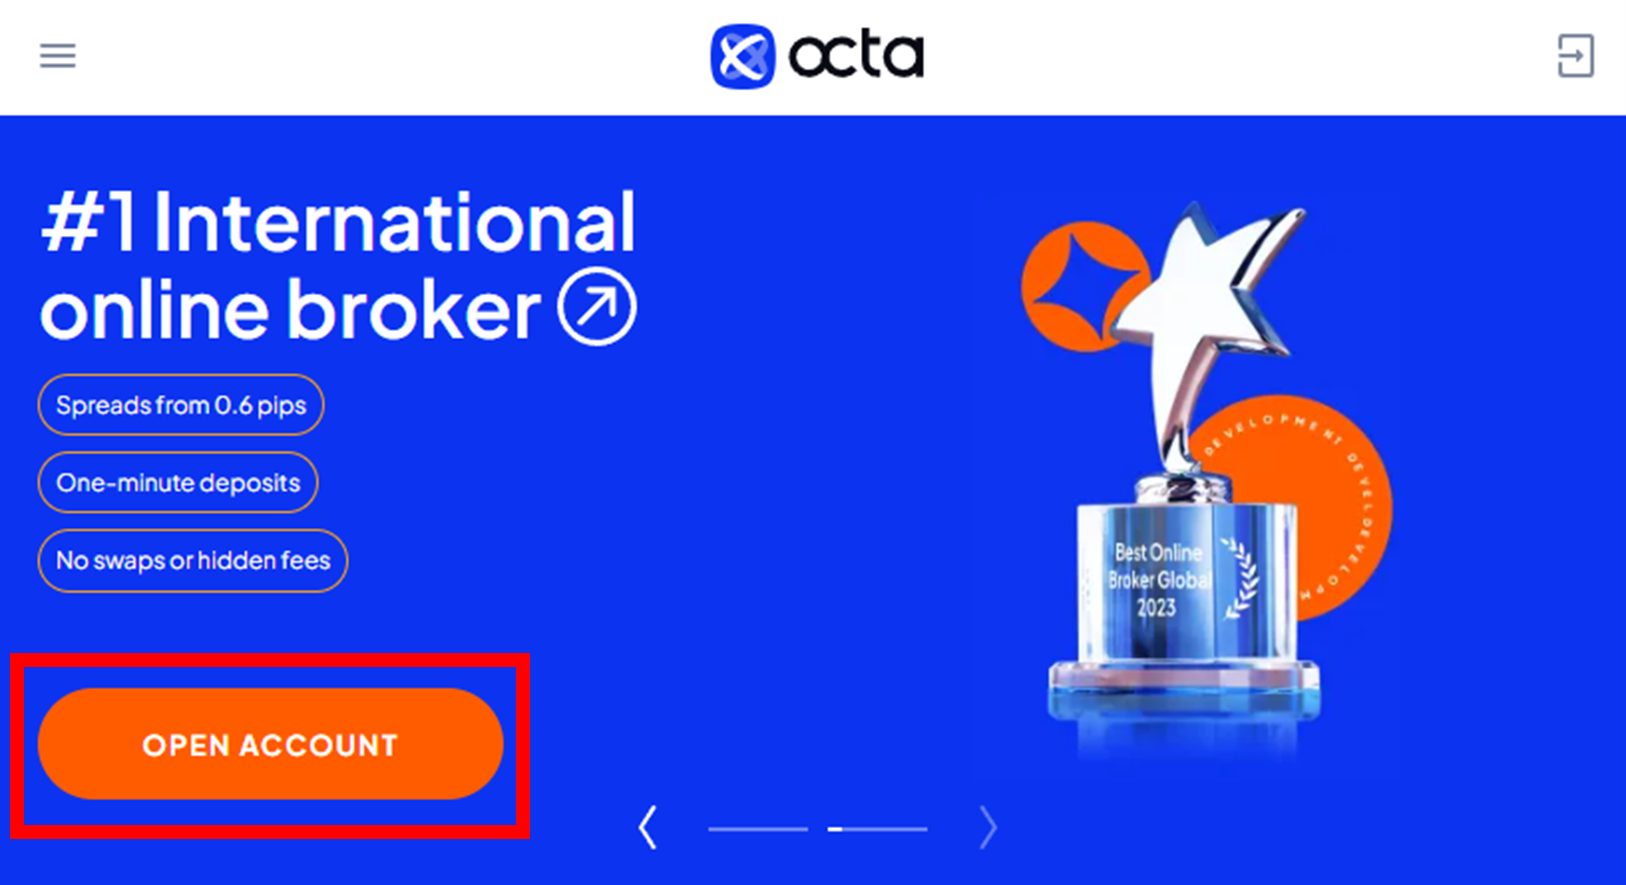 octa
#1 International
online broker
Spreads from 0.6 pips
One-minute deposits
No swaps or hidden fees
OPEN ACCOUNT
Best Online
Broker Global
2023
DEVELOPMENT DEVELDEVELOPM